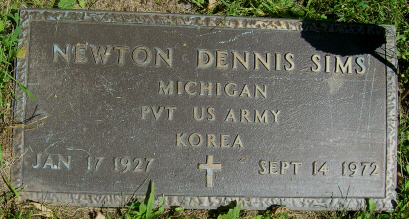 NEWTON DENNIS SIMS
MICHIGAN
PVT US ARMY
KOREA
JAN 17 1927 SEPT 14 1972